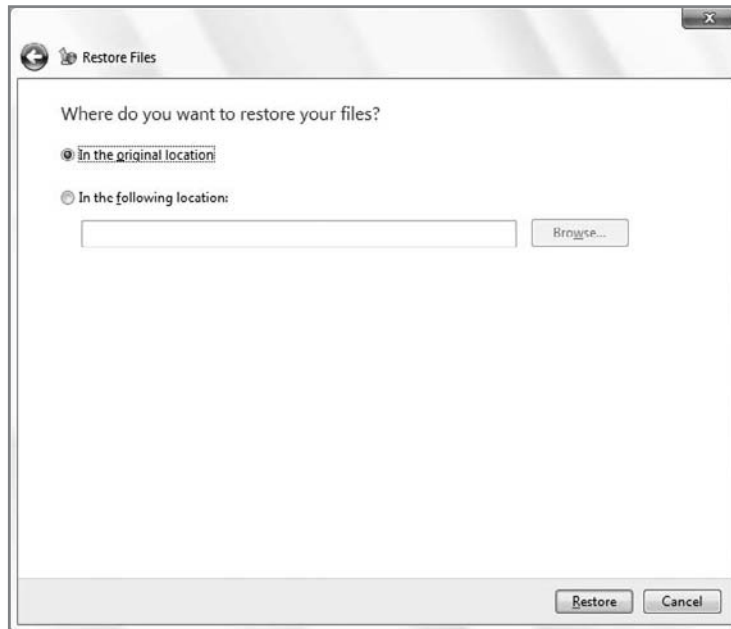 Restore Files
Where do you want to restore your files?
In the original location
In the following location:
Browse...
Restore Cancel